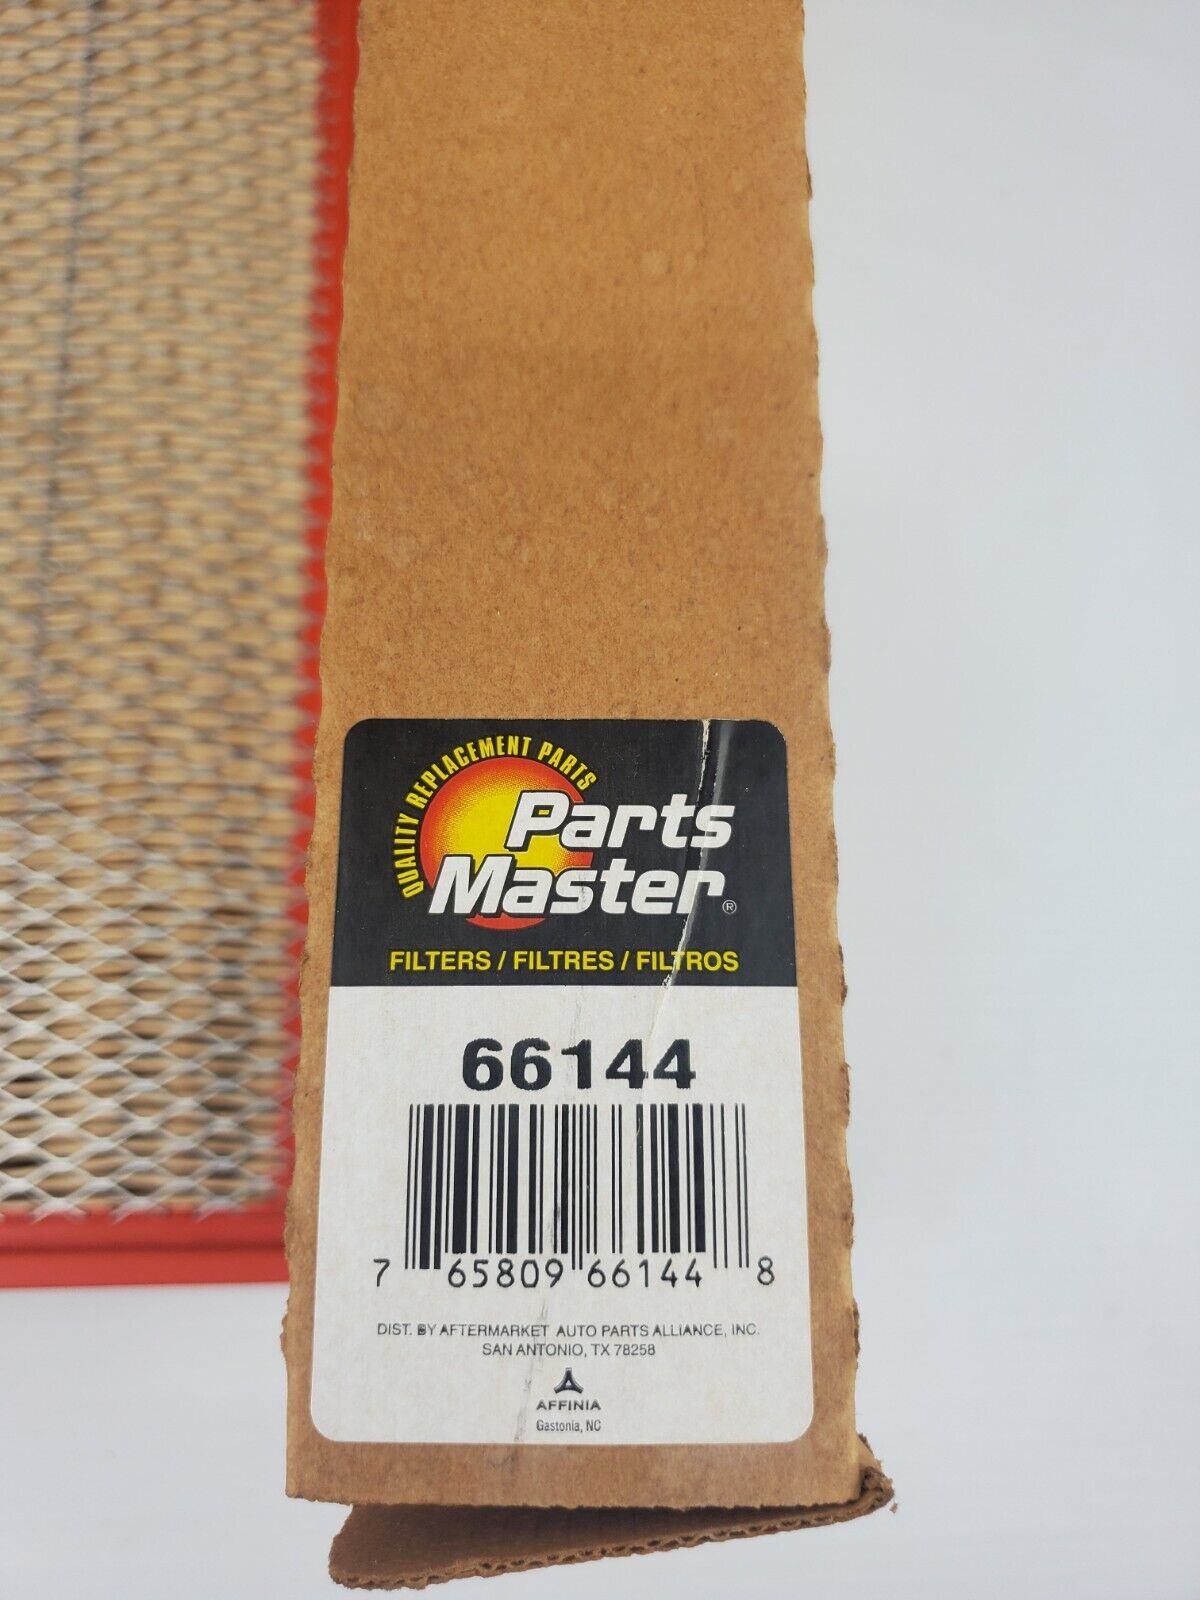 QUALITY REPLACEMENT PARTS
Parts
Master®
FILTERS / FILTRES / FILTROS
66144
7 65809 66144 8
DIST. BY AFTERMARKET AUTO PARTS ALLIANCE, INC.
SAN ANTONIO, TX 78258
AFFINIA
Gastonia, NC